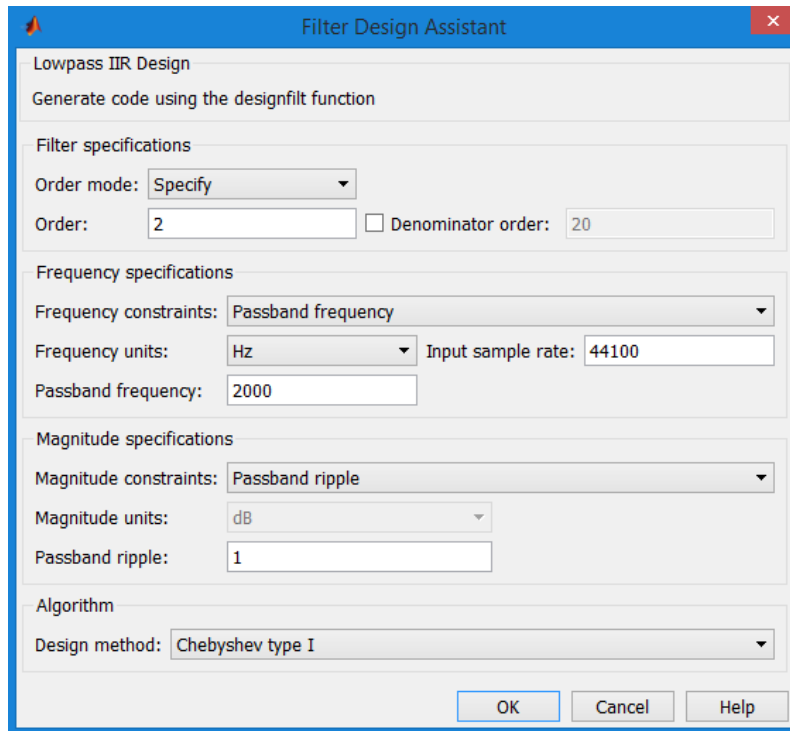 Filter Design Assistant
Lowpass IIR Design
Generate code using the designfilt function
Filter specifications
Order mode: Specify
Order: 2 Denominator order: 20
Frequency specifications
Frequency constraints: Passband frequency
Frequency units: Hz Input sample rate: 44100
Passband frequency: 2000
Magnitude specifications
Magnitude constraints: Passband ripple
Magnitude units: dB
Passband ripple: 1
Algorithm
Design method: Chebyshev type I
OK Cancel Help